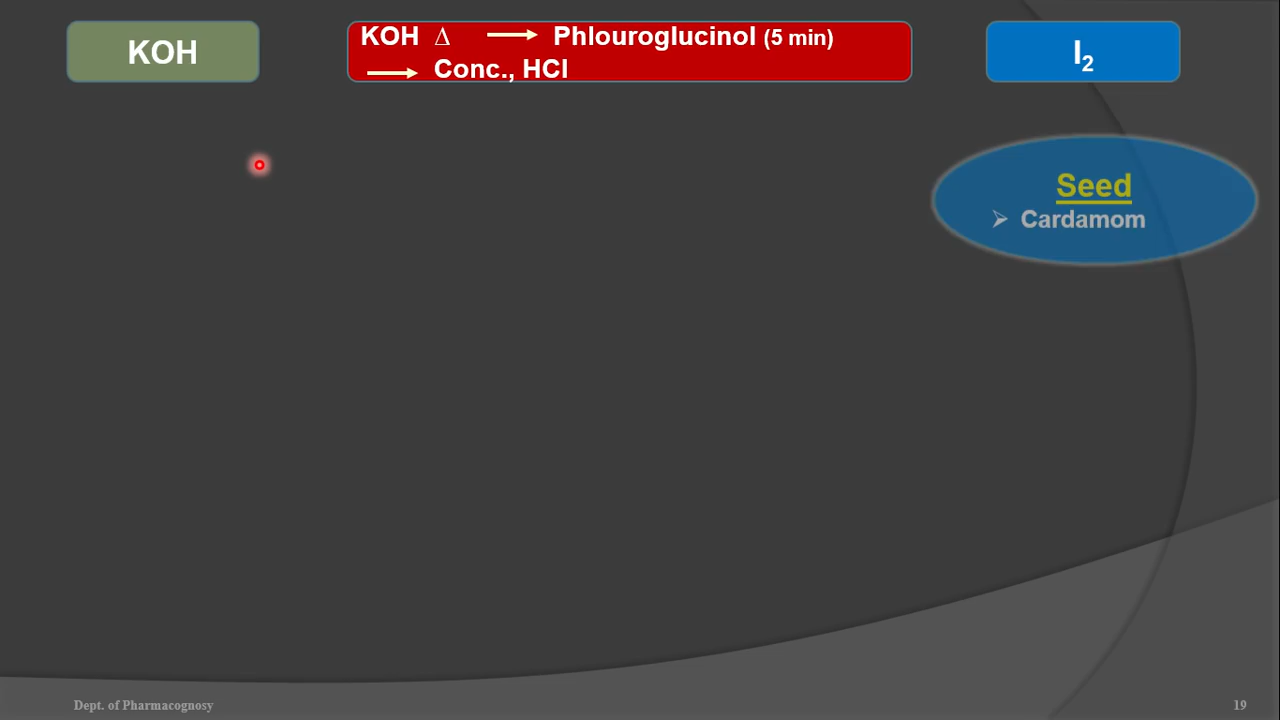 KOH
KOH Δ → Phlouroglucinol (5 min)
→ Conc., HCl
I₂
Seed
➢ Cardamom
Dept. of Pharmacognosy
19